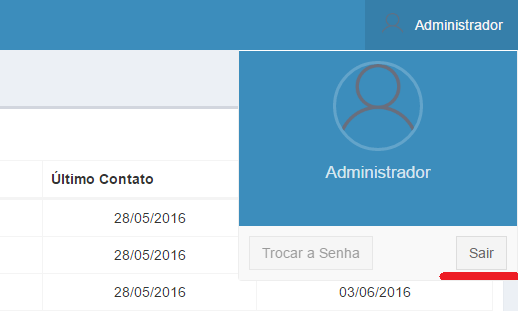 Administrador
Administrador
Último Contato
28/05/2016
Trocar a Senha Sair
28/05/2016
28/05/2016 03/06/2016